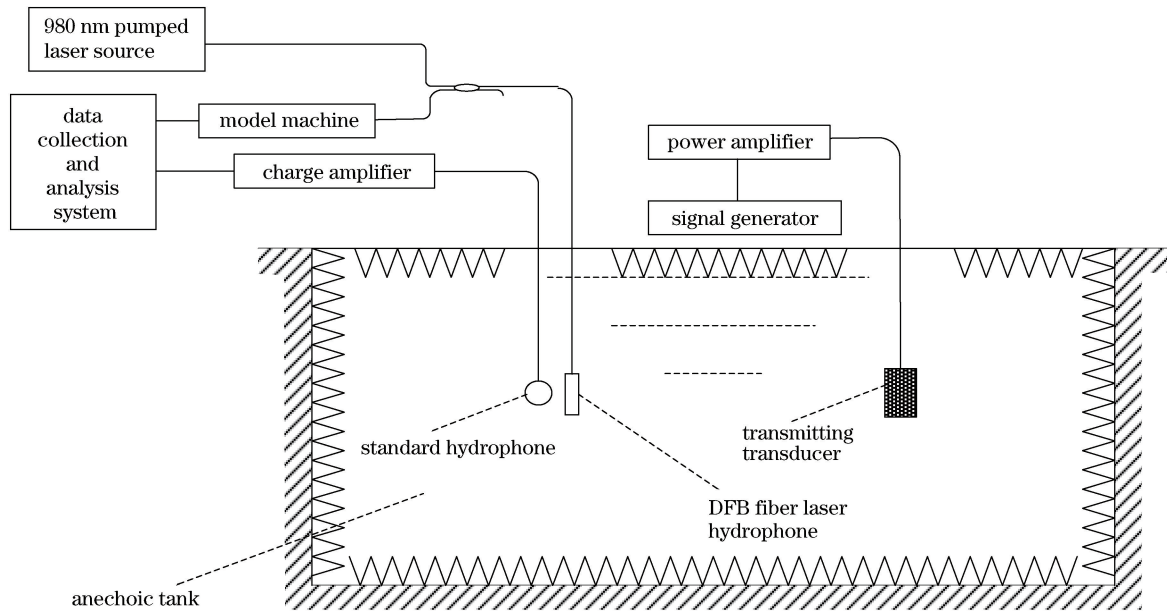 980 nm pumped
laser source
data
collection
and
analysis
system
model machine
charge amplifier
power amplifier
signal generator
standard hydrophone
transmitting
transducer
DFB fiber laser
hydrophone
anechoic tank